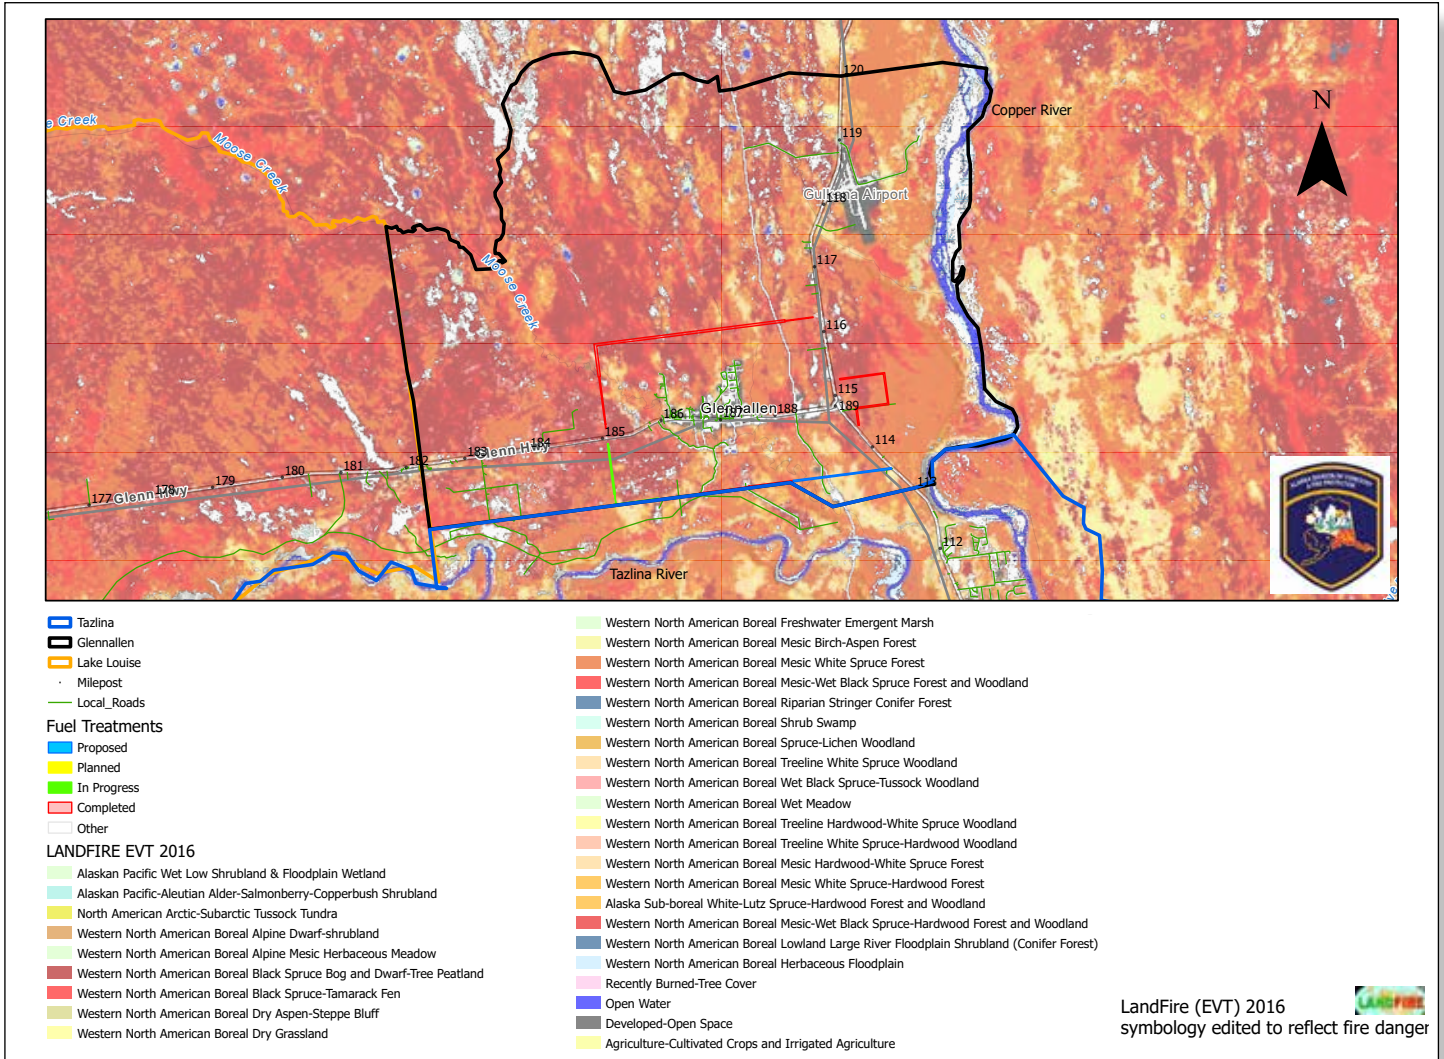 120
Copper River
N
e Creek
Moose Creek
119
Gulkana Airport
118
117
Moose Creek
116
115
Glennallen
186
187
188
189
185
184
114
183
Glenn Hwy
182
181
180
179
178
177
Glenn Hwy
113
112
Tazlina River
Tazlina
Glennallen
Lake Louise
Milepost
Local_Roads
Fuel Treatments
Proposed
Planned
In Progress
Completed
Other
LANDFIRE EVT 2016
Alaskan Pacific Wet Low Shrubland & Floodplain Wetland
Alaskan Pacific-Aleutian Alder-Salmonberry-Copperbush Shrubland
North American Arctic-Subarctic Tussock Tundra
Western North American Boreal Alpine Dwarf-shrubland
Western North American Boreal Alpine Mesic Herbaceous Meadow
Western North American Boreal Black Spruce Bog and Dwarf-Tree Peatland
Western North American Boreal Black Spruce-Tamarack Fen
Western North American Boreal Dry Aspen-Steppe Bluff
Western North American Boreal Dry Grassland
Western North American Boreal Freshwater Emergent Marsh
Western North American Boreal Mesic Birch-Aspen Forest
Western North American Boreal Mesic White Spruce Forest
Western North American Boreal Mesic-Wet Black Spruce Forest and Woodland
Western North American Boreal Riparian Stringer Conifer Forest
Western North American Boreal Shrub Swamp
Western North American Boreal Spruce-Lichen Woodland
Western North American Boreal Treeline White Spruce Woodland
Western North American Boreal Wet Black Spruce-Tussock Woodland
Western North American Boreal Wet Meadow
Western North American Boreal Treeline Hardwood-White Spruce Woodland
Western North American Boreal Treeline White Spruce-Hardwood Woodland
Western North American Boreal Mesic Hardwood-White Spruce Forest
Western North American Boreal Mesic White Spruce-Hardwood Forest
Alaska Sub-boreal White-Lutz Spruce-Hardwood Forest and Woodland
Western North American Boreal Mesic-Wet Black Spruce-Hardwood Forest and Woodland
Western North American Boreal Lowland Large River Floodplain Shrubland (Conifer Forest)
Western North American Boreal Herbaceous Floodplain
Recently Burned-Tree Cover
Open Water
Developed-Open Space
Agriculture-Cultivated Crops and Irrigated Agriculture
LANDFIRE
LandFire (EVT) 2016
symbology edited to reflect fire danger